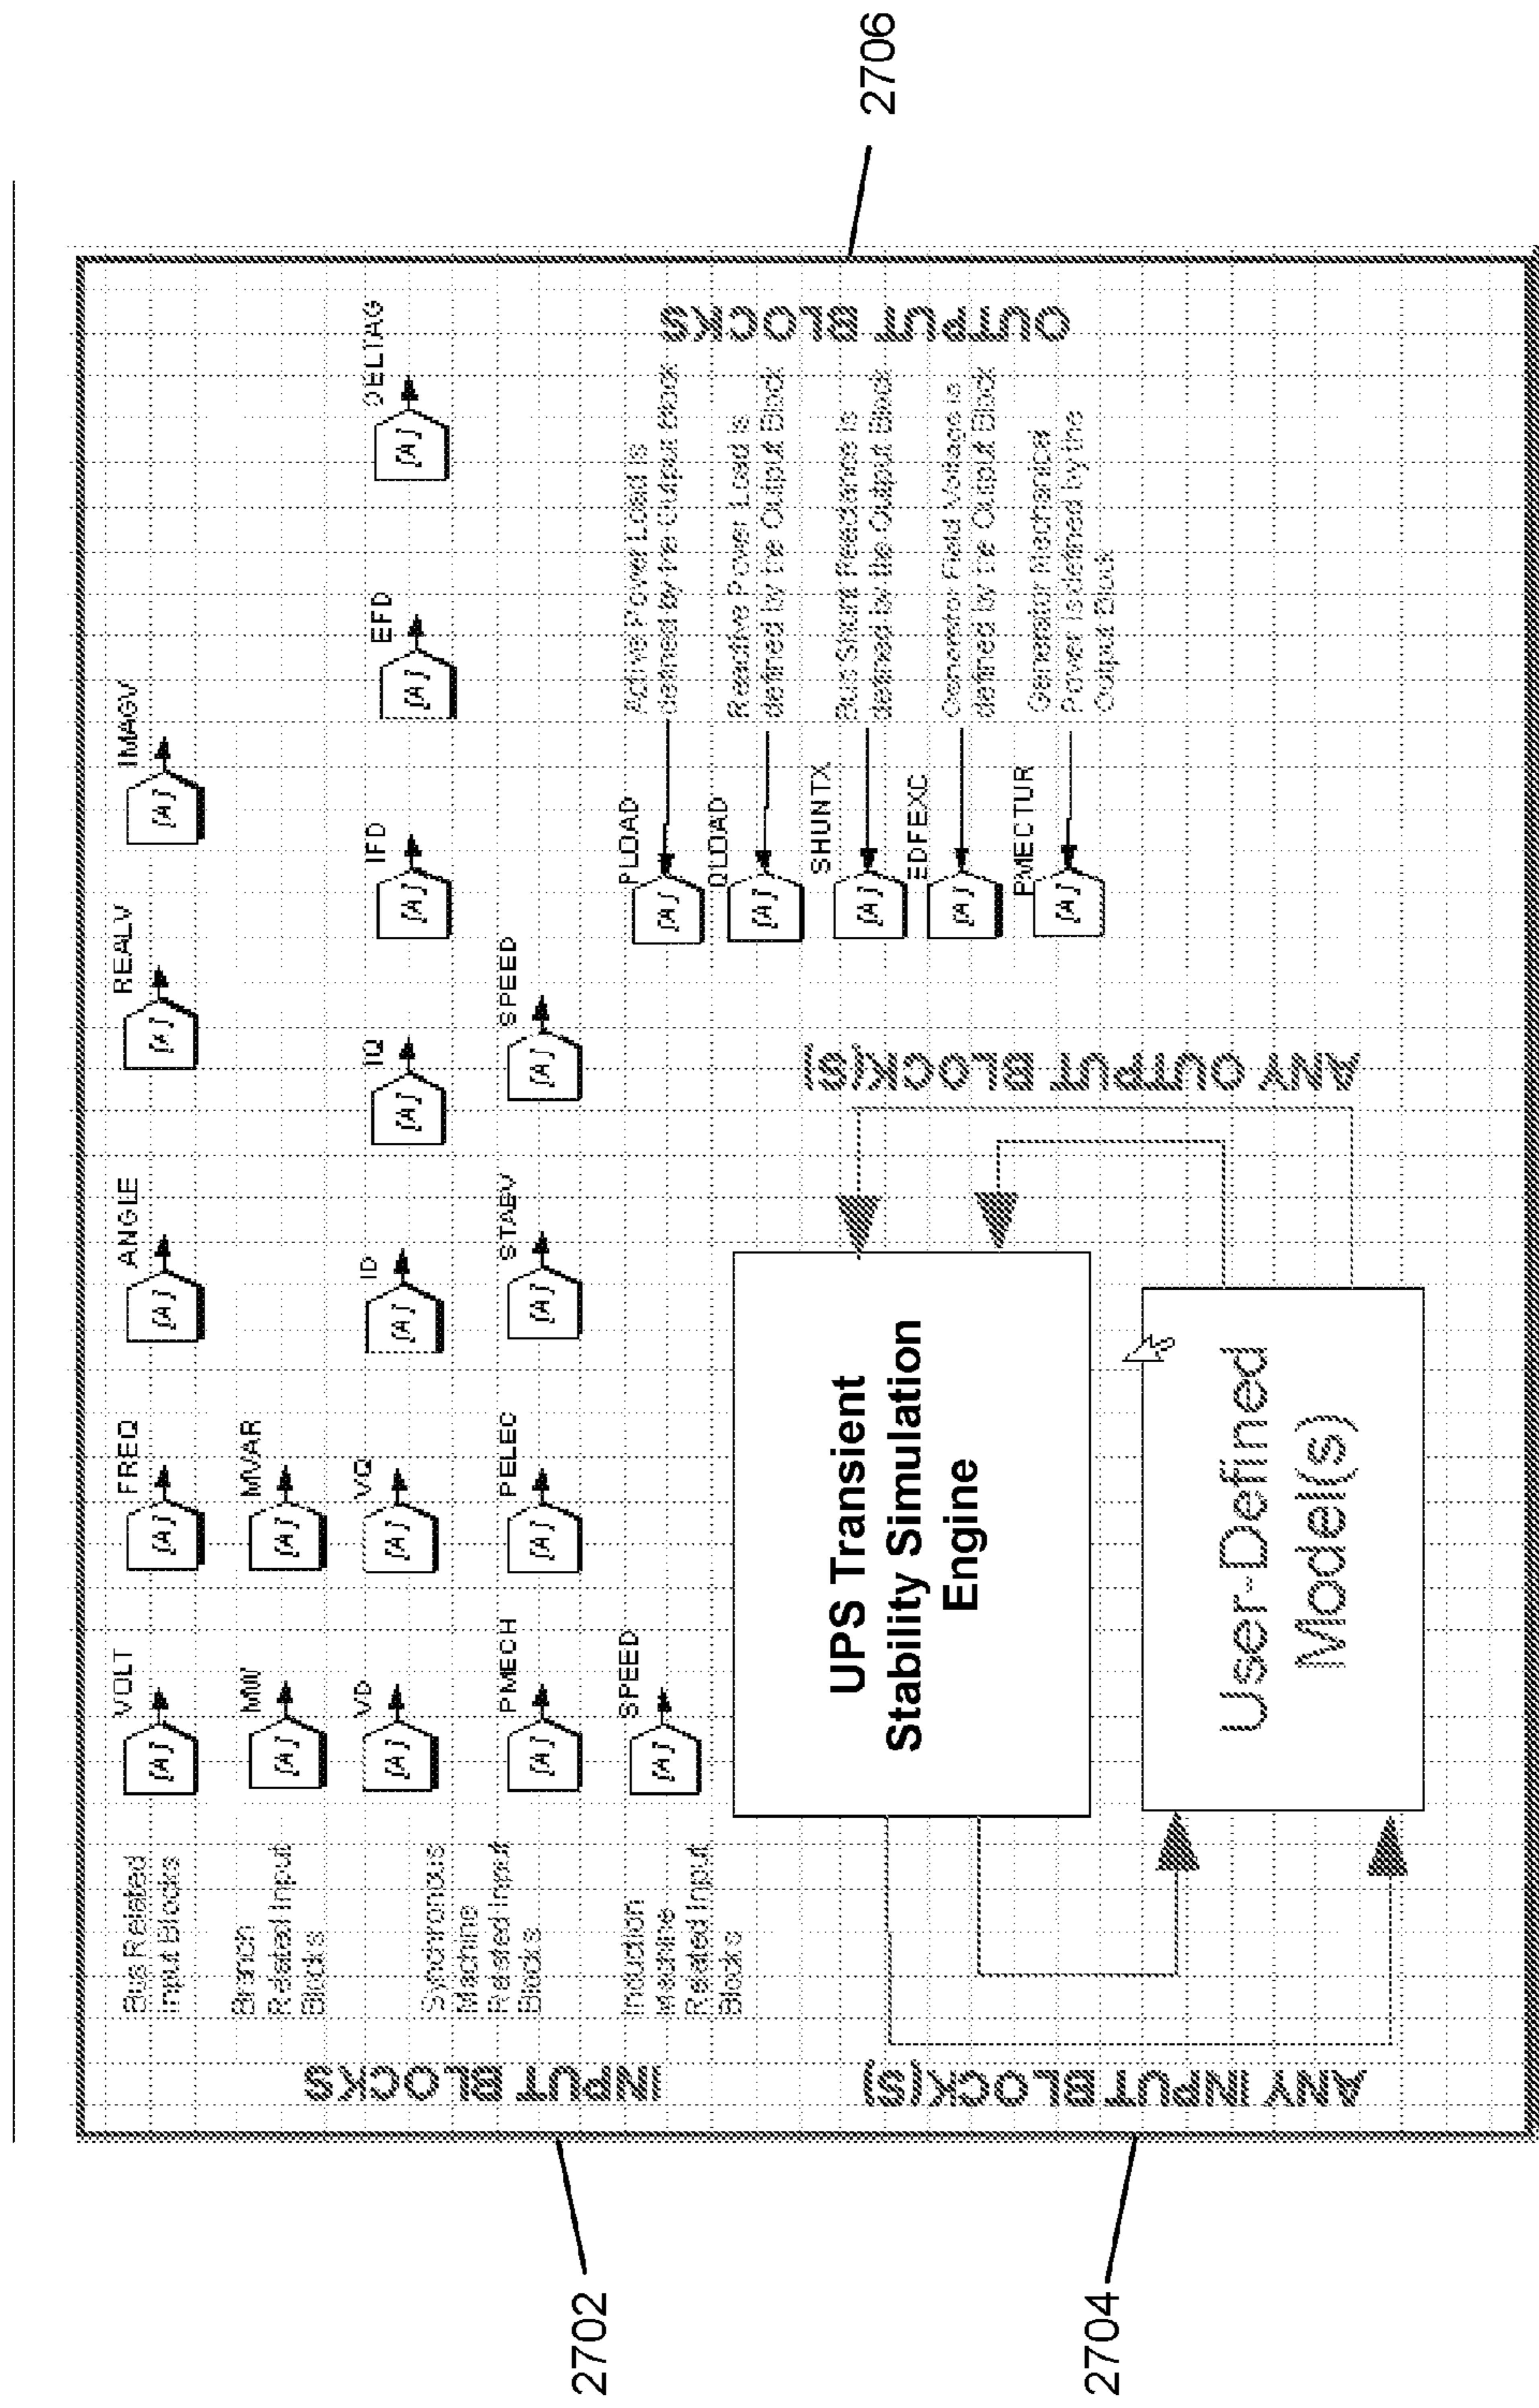 2702
2704
2706
INPUT BLOCKS
Bus Related
Input Blocks
VOLT
[A]
FREQ
[A]
ANGLE
[A]
REALV
[A]
IMAGV
[A]
Branch
Related Input
Blocks
MW
[A]
MVAR
[A]
Synchronous
Machine
Related Input
Blocks
VD
[A]
VQ
[A]
ID
[A]
IQ
[A]
IFD
[A]
EFD
[A]
DELTAG
[A]
PMECH
[A]
PELEC
[A]
STABV
[A]
SPEED
[A]
Induction
Machine
Related Input
Blocks
SPEED
[A]
ANY INPUT BLOCK(S)
UPS Transient
Stability Simulation
Engine
User-Defined
Model(s)
ANY OUTPUT BLOCK(S)
PLOAD
[A]
Active Power Load is
defined by the Output Block
QLOAD
[A]
Reactive Power Load is
defined by the Output Block
SHUNTX
[A]
Bus Shunt Reactance is
defined by the Output Block
EDFEXC
[A]
Generator Field Voltage is
defined by the Output Block
PMECTUR
[A]
Generator Mechanical
Power is defined by the
Output Block
OUTPUT BLOCKS